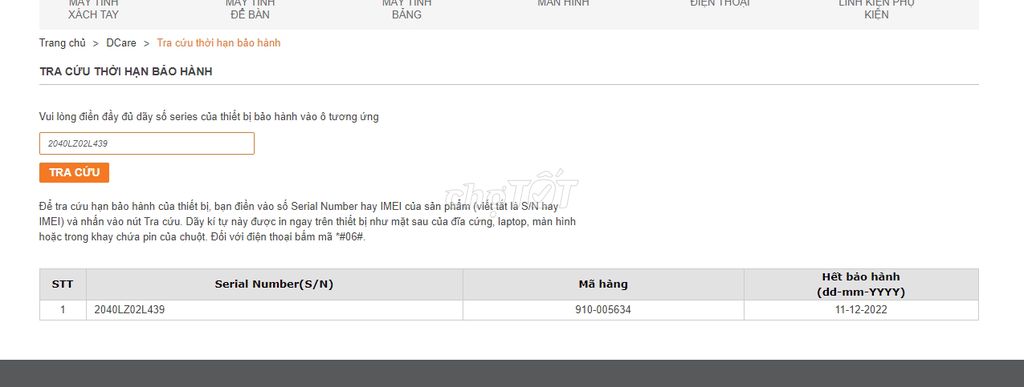 MÁY TÍNH XÁCH TAY
MÁY TÍNH ĐỂ BÀN
MÁY TÍNH BẢNG
MÀN HÌNH
ĐIỆN THOẠI
LINH KIỆN PHỤ KIỆN
Trang chủ > DCare > Tra cứu thời hạn bảo hành
TRA CỨU THỜI HẠN BẢO HÀNH
Vui lòng điền đầy đủ dãy số series của thiết bị bảo hành vào ô tương ứng
2040LZ02L439
TRA CỨU
chợTỐT
Để tra cứu hạn bảo hành của thiết bị, bạn điền vào số Serial Number hay IMEI của sản phẩm (viết tắt là S/N hay
IMEI) và nhấn vào nút Tra cứu. Dãy kí tự này được in ngay trên thiết bị như mặt sau của đĩa cứng, laptop, màn hình
hoặc trong khay chứa pin của chuột. Đối với điện thoại bấm mã *#06#.
STT Serial Number(S/N) Mã hàng Hết bảo hành
(dd-mm-YYYY)
1 2040LZ02L439 910-005634 11-12-2022